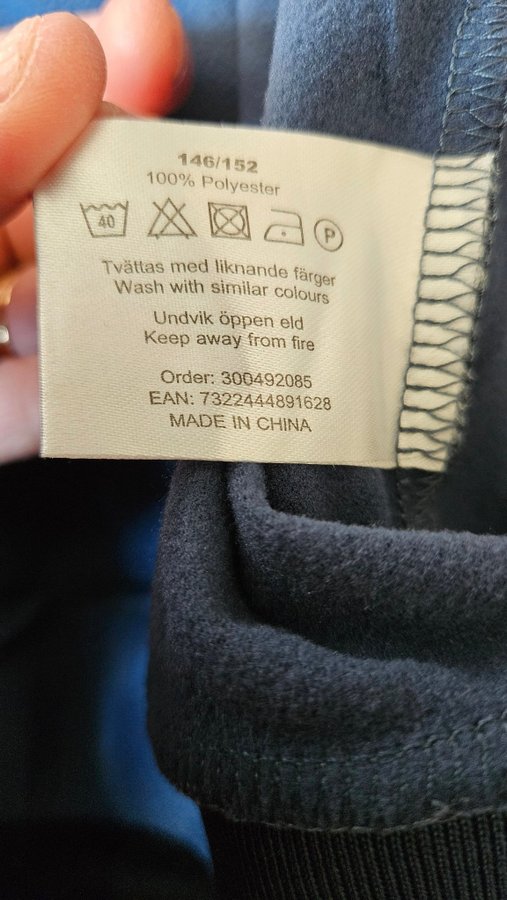 146/152
100% Polyester
40 P
Tvättas med liknande färger
Wash with similar colours
Undvik öppen eld
Keep away from fire
Order: 300492085
EAN: 7322444891628
MADE IN CHINA